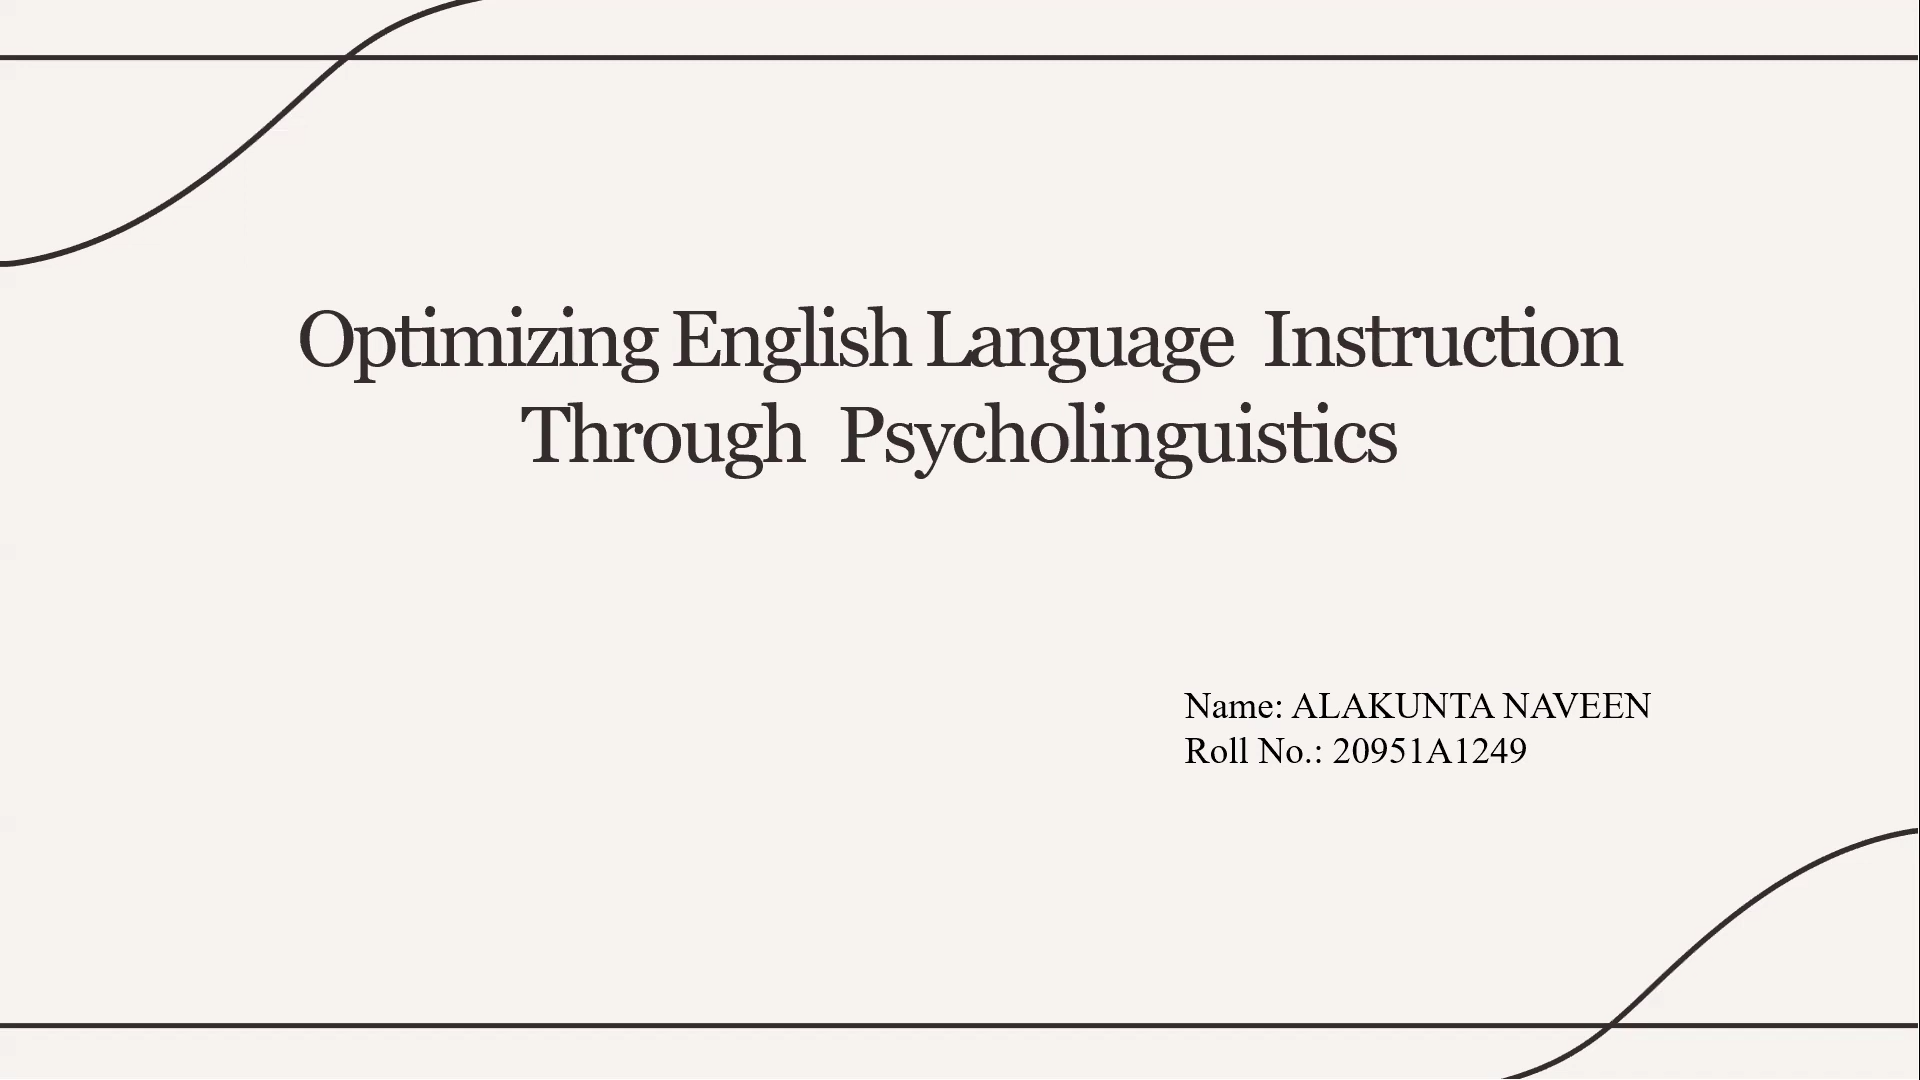 Optimizing English Language Instruction
Through Psycholinguistics
Name: ALAKUNTA NAVEEN
Roll No.: 20951A1249